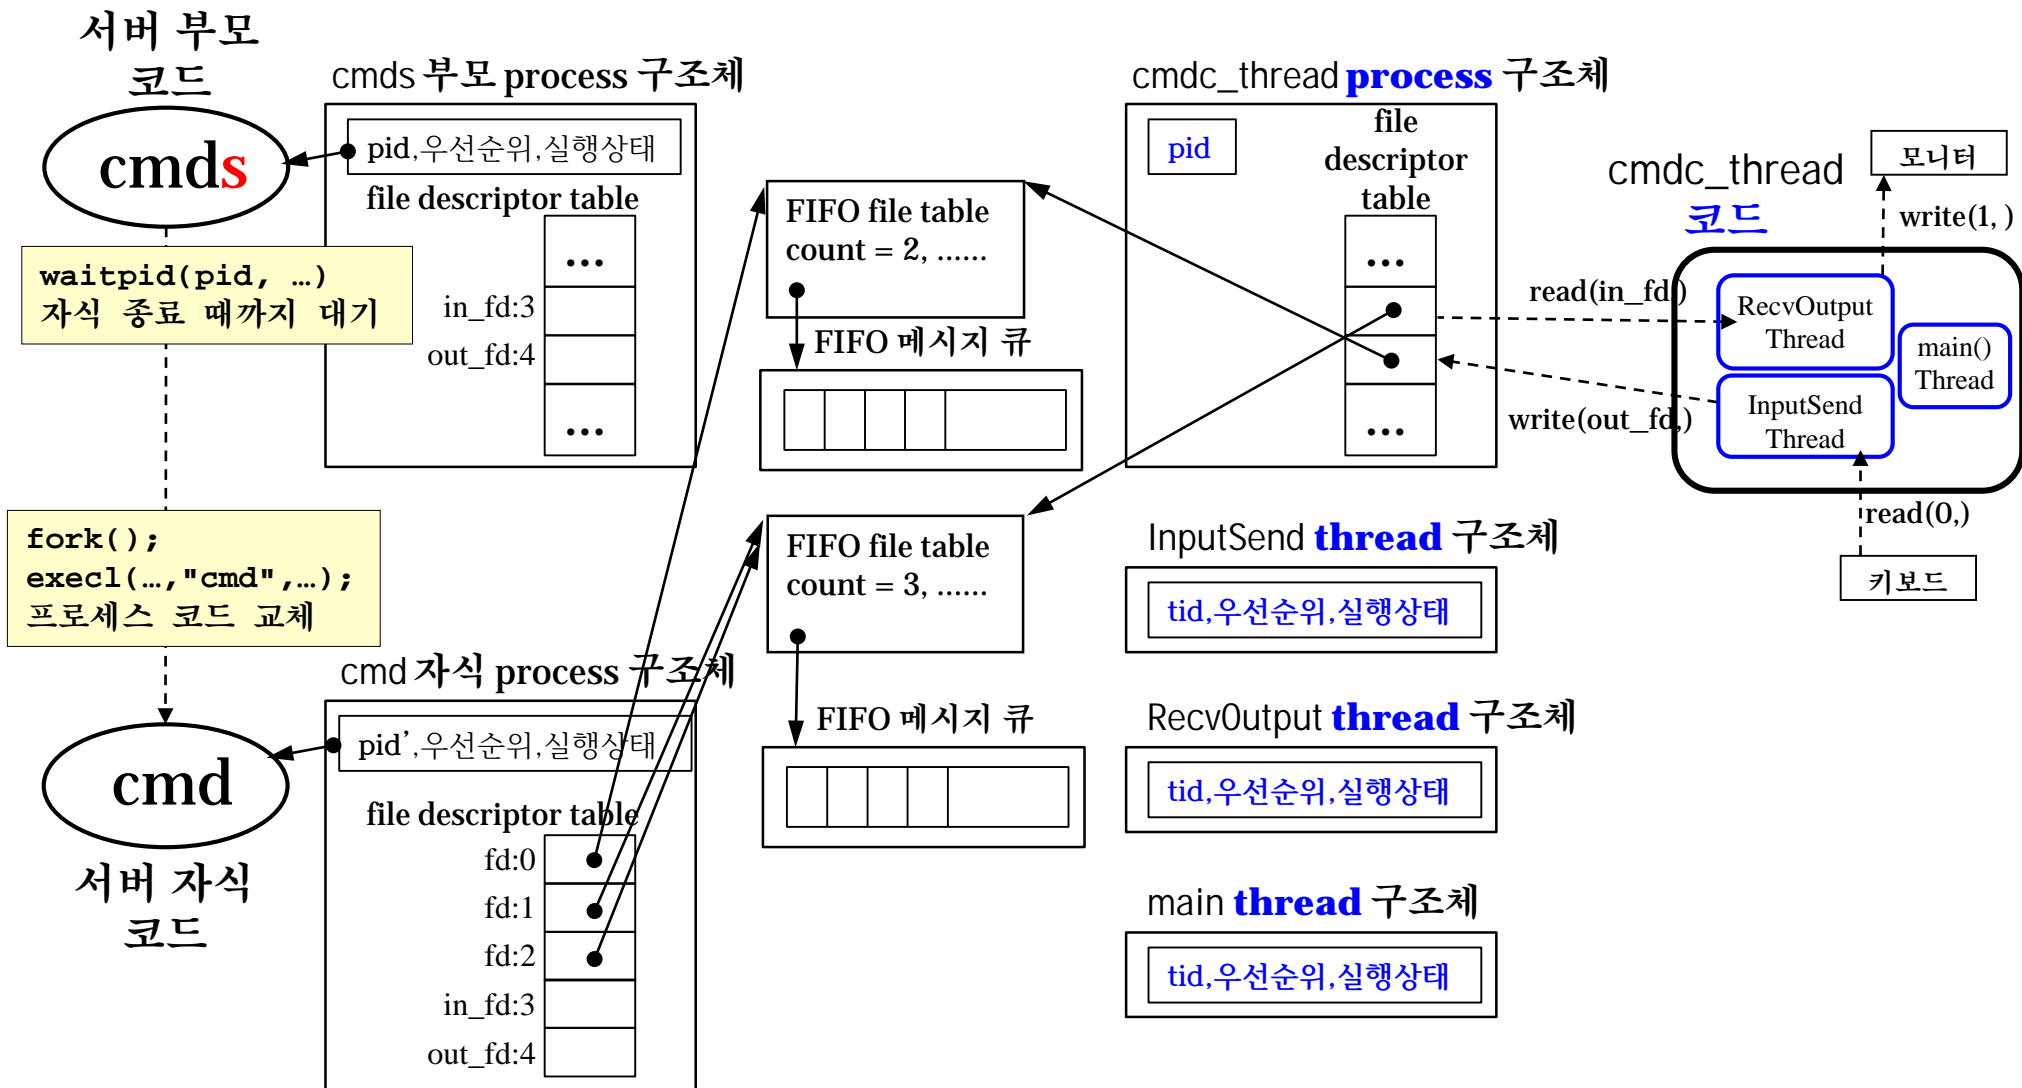 서버 부모
코드
cmds
waitpid(pid, …)
자식 종료 때까지 대기
fork();
execl(…,"cmd",…);
프로세스 코드 교체
cmd
서버 자식
코드
cmds 부모 process 구조체
pid,우선순위,실행상태
file descriptor table
...
in_fd:3
out_fd:4
...
cmd 자식 process 구조체
pid’,우선순위,실행상태
file descriptor table
fd:0
fd:1
fd:2
in_fd:3
out_fd:4
FIFO file table
count = 2, ......
FIFO 메시지 큐
FIFO file table
count = 3, ......
FIFO 메시지 큐
cmdc_thread process 구조체
pid
file
descriptor
table
...
...
InputSend thread 구조체
tid,우선순위,실행상태
RecvOutput thread 구조체
tid,우선순위,실행상태
main thread 구조체
tid,우선순위,실행상태
cmdc_thread
코드
모니터
write(1, )
read(in_fd,)
RecvOutput
Thread
main()
Thread
write(out_fd,)
InputSend
Thread
read(0,)
키보드